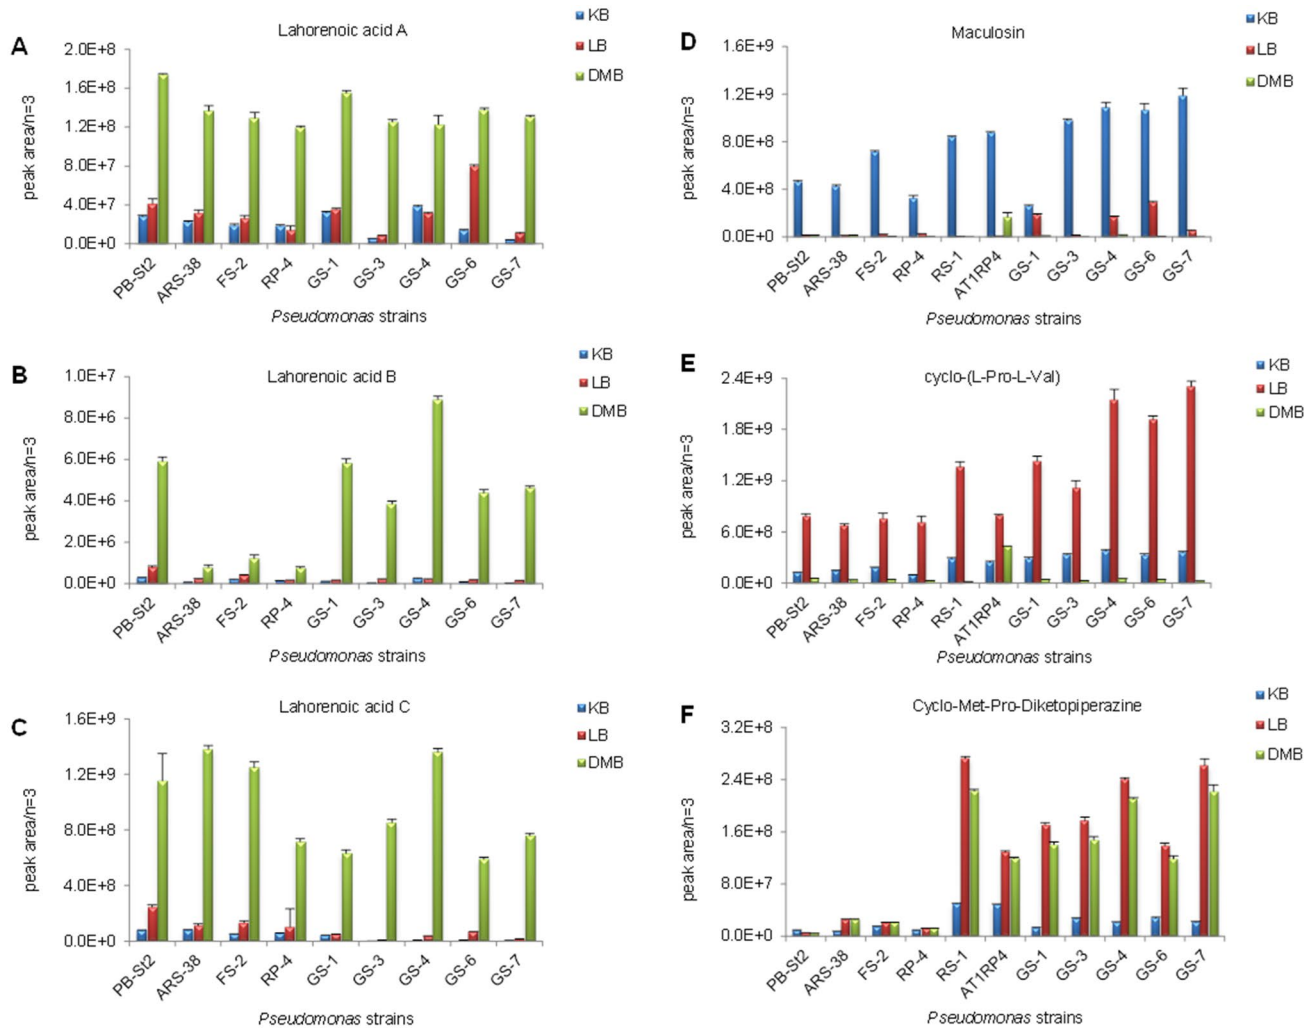 A
Lahorenoic acid A
KB
LB
DMB
peak area/n=3
2.0E+8
1.6E+8
1.2E+8
8.0E+7
4.0E+7
0.0E+0
PB-St2 ARS-38 FS-2 RP-4 GS-1 GS-3 GS-4 GS-6 GS-7
Pseudomonas strains
B
Lahorenoic acid B
KB
LB
DMB
peak area/n=3
1.0E+7
8.0E+6
6.0E+6
4.0E+6
2.0E+6
0.0E+0
PB-St2 ARS-38 FS-2 RP-4 GS-1 GS-3 GS-4 GS-6 GS-7
Pseudomonas strains
C
Lahorenoic acid C
KB
LB
DMB
peak area/n=3
1.6E+9
1.2E+9
8.0E+8
4.0E+8
0.0E+0
PB-St2 ARS-38 FS-2 RP-4 GS-1 GS-3 GS-4 GS-6 GS-7
Pseudomonas strains
D
Maculosin
KB
LB
DMB
peak area/n=3
1.6E+9
1.2E+9
8.0E+8
4.0E+8
0.0E+0
PB-St2 ARS-38 FS-2 RP-4 RS-1 AT1RP4 GS-1 GS-3 GS-4 GS-6 GS-7
Pseudomonas strains
E
cyclo-(L-Pro-L-Val)
KB
LB
DMB
peak area/n=3
2.4E+9
1.8E+9
1.2E+9
6.0E+8
0.0E+0
PB-St2 ARS-38 FS-2 RP-4 RS-1 AT1RP4 GS-1 GS-3 GS-4 GS-6 GS-7
Pseudomonas strains
F
Cyclo-Met-Pro-Diketopiperazine
KB
LB
DMB
peak area/n=3
3.2E+8
2.4E+8
1.6E+8
8.0E+7
0.0E+0
PB-St2 ARS-38 FS-2 RP-4 RS-1 AT1RP4 GS-1 GS-3 GS-4 GS-6 GS-7
Pseudomonas strains